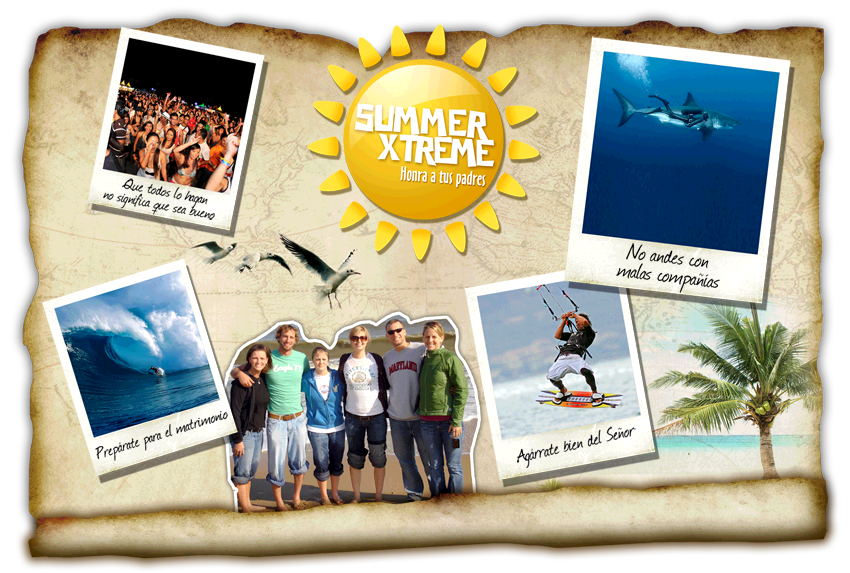 SUMMER
XTREME
Honra a tus padres
Que todos lo hagan
no significa que sea bueno
No andes con
malas compañías
Prepárate para el matrimonio
Agárrate bien del Señor
MARYLAND